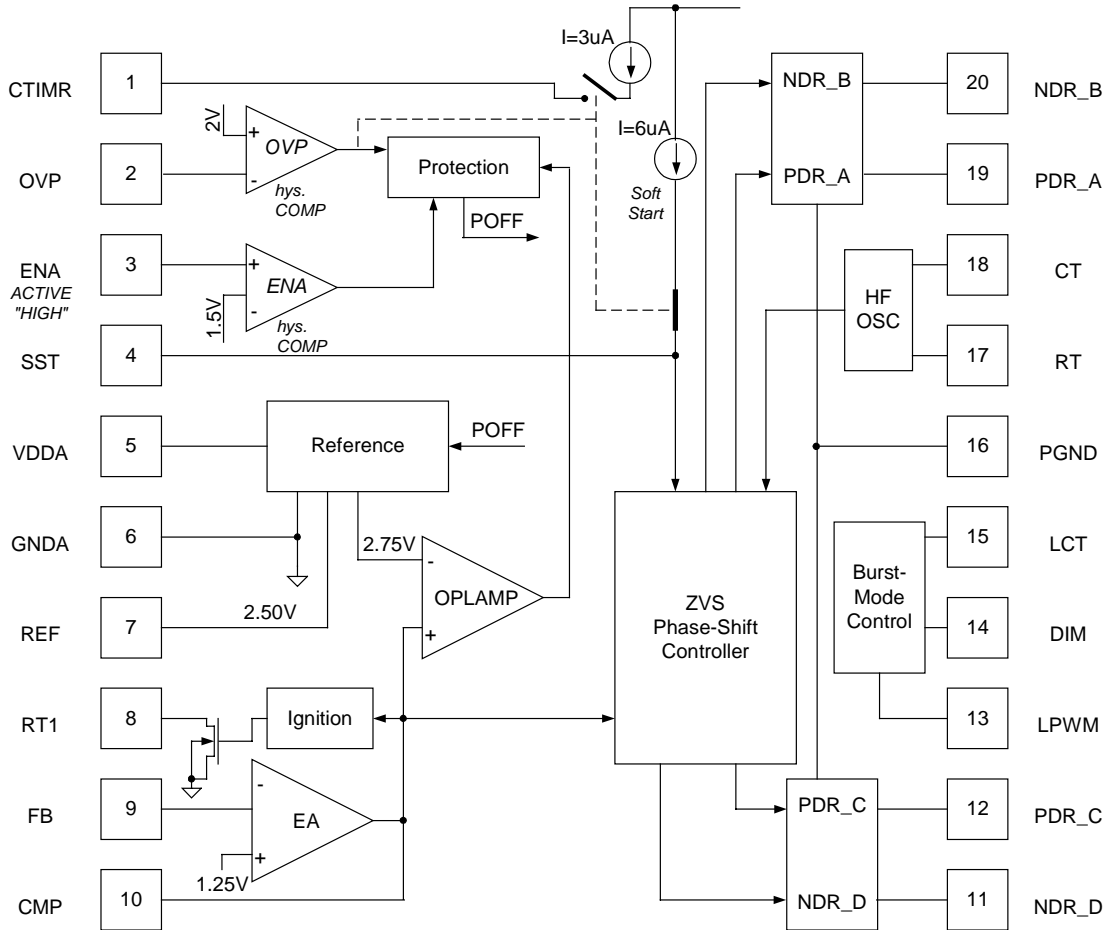 I=3uA
CTIMR
1
NDR_B
20
NDR_B
2V
+
OVP
-
hys.
COMP
I=6uA
Soft
Start
OVP
2
Protection
POFF
PDR_A
19
PDR_A
ENA
ACTIVE
"HIGH"
3
+
ENA
-
1.5V
hys.
COMP
HF
OSC
18
CT
SST
4
17
RT
VDDA
5
Reference
POFF
16
PGND
GNDA
6
2.75V
-
OPLAMP
+
15
LCT
Burst-
Mode
Control
REF
7
2.50V
ZVS
Phase-Shift
Controller
14
DIM
RT1
8
Ignition
13
LPWM
FB
9
-
EA
+
1.25V
PDR_C
12
PDR_C
CMP
10
NDR_D
11
NDR_D